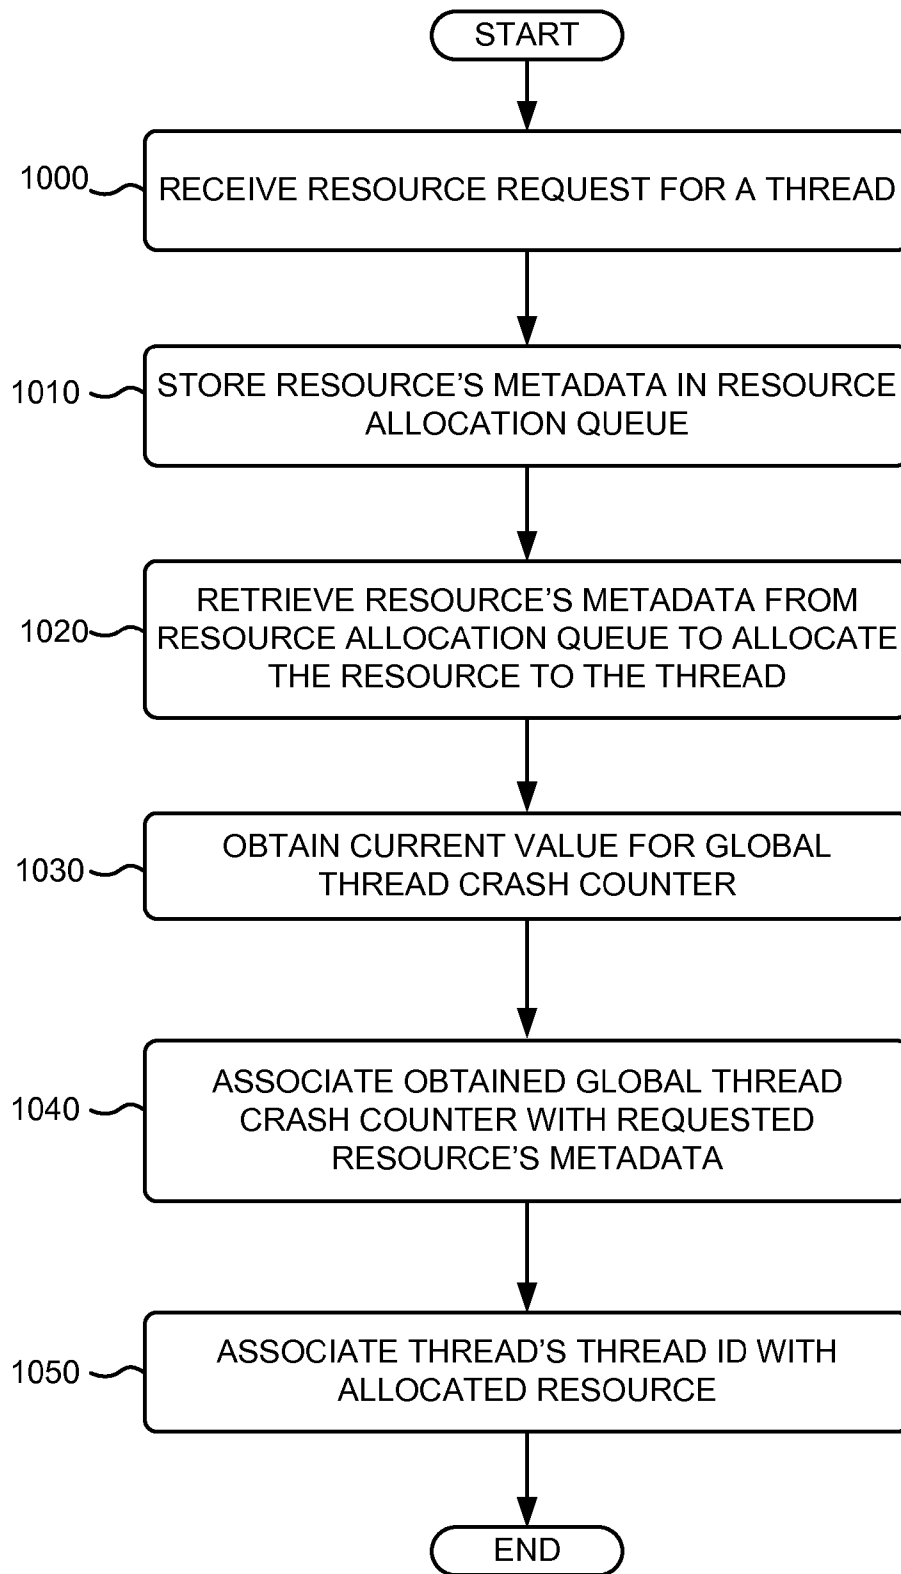 START
1000
RECEIVE RESOURCE REQUEST FOR A THREAD
1010
STORE RESOURCE’S METADATA IN RESOURCE
ALLOCATION QUEUE
1020
RETRIEVE RESOURCE’S METADATA FROM
RESOURCE ALLOCATION QUEUE TO ALLOCATE
THE RESOURCE TO THE THREAD
1030
OBTAIN CURRENT VALUE FOR GLOBAL
THREAD CRASH COUNTER
1040
ASSOCIATE OBTAINED GLOBAL THREAD
CRASH COUNTER WITH REQUESTED
RESOURCE’S METADATA
1050
ASSOCIATE THREAD’S THREAD ID WITH
ALLOCATED RESOURCE
END